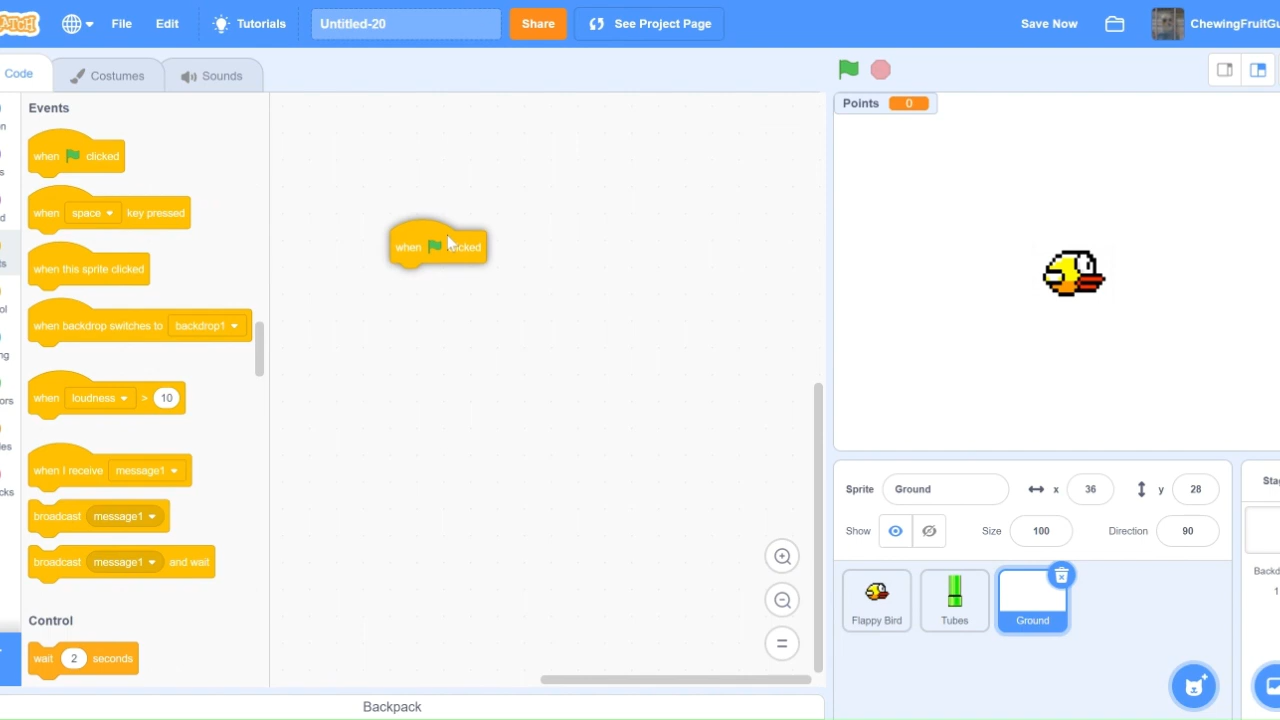 File Edit Tutorials Untitled-20 Share See Project Page Save Now ChewingFruitGu
Code Costumes Sounds
Events
when clicked
when space key pressed
when this sprite clicked
when backdrop switches to backdrop1
when loudness > 10
when I receive message1
broadcast message1
broadcast message1 and wait
Control
wait 2 seconds
when clicked
Backpack
Points 0
Sprite Ground x 36 y 28
Show Size 100 Direction 90
Flappy Bird Tubes Ground
Stag
Backd
1